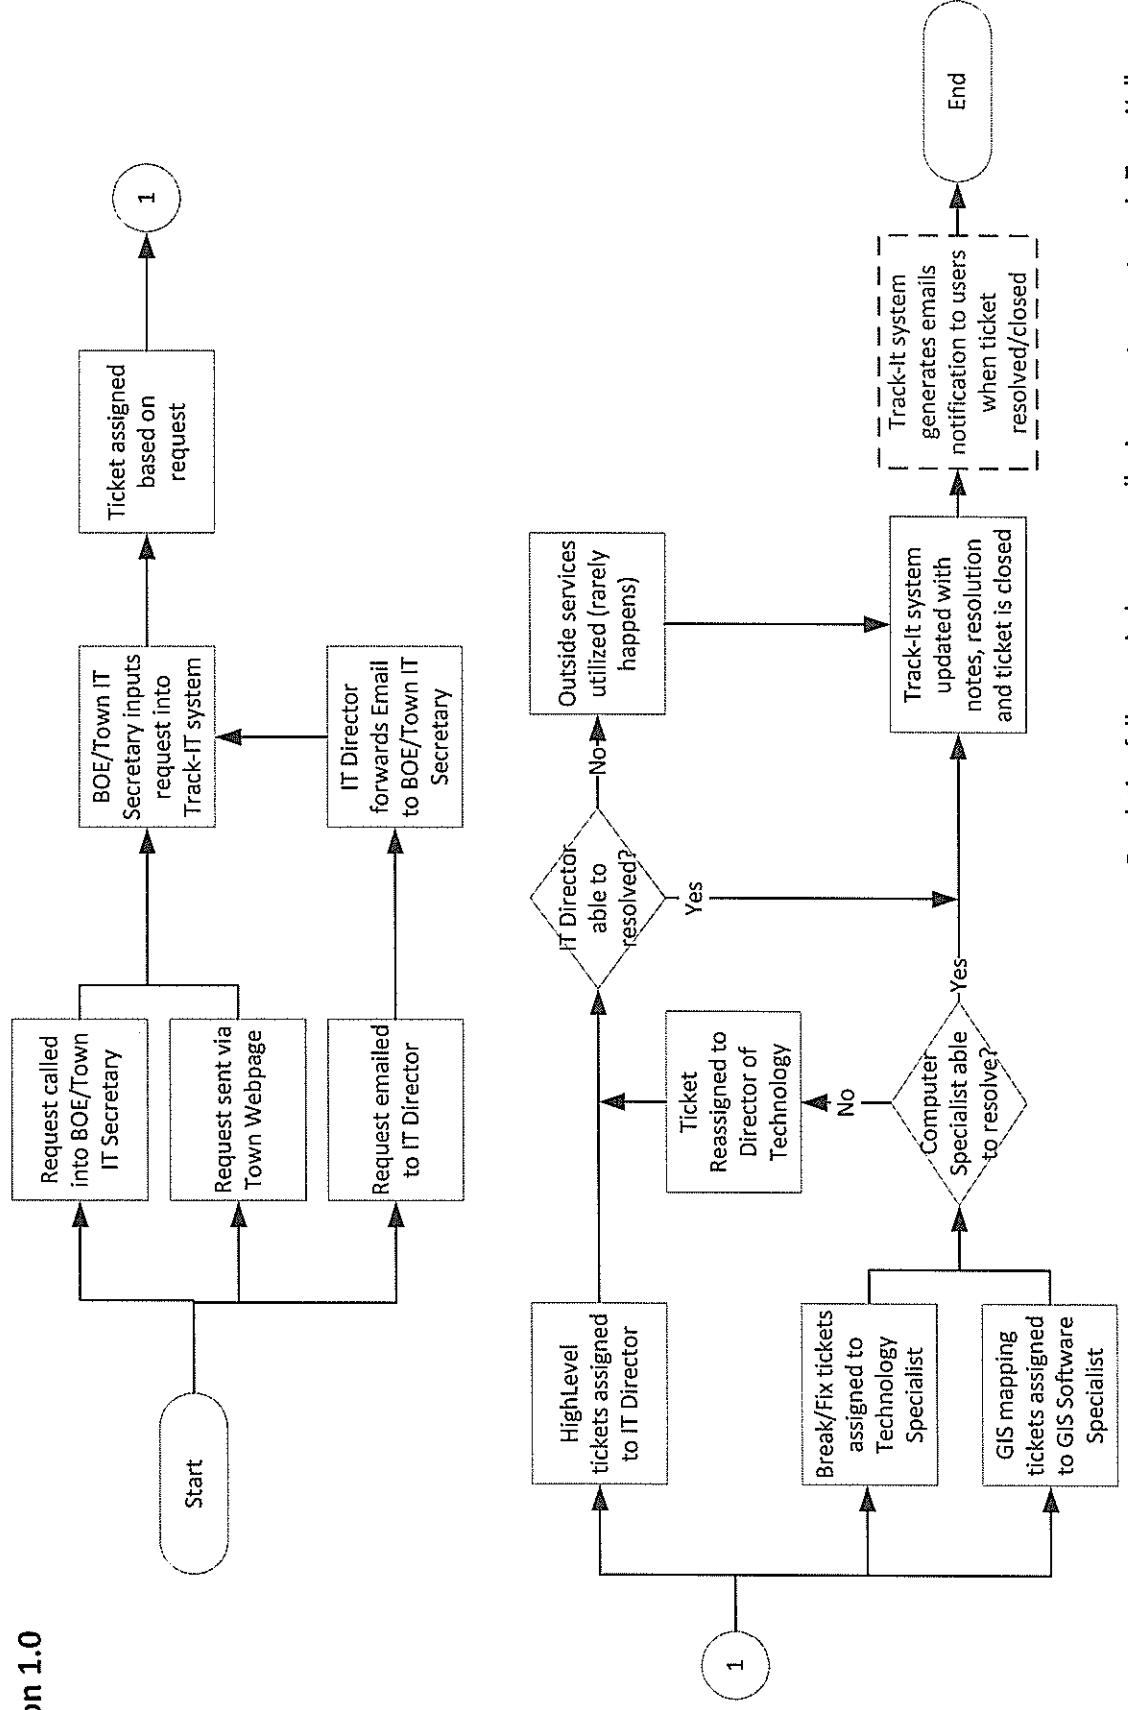 on 1.0
Start
Request called
into BOE/Town
IT Secretary
Request sent via
Town Webpage
Request emailed
to IT Director
BOE/Town IT
Secretary inputs
request into
Track-IT system
IT Director
forwards Email
to BOE/Town IT
Secretary
Ticket assigned
based on
request
1
1
HighLevel
tickets assigned
to IT Director
Break/Fix tickets
assigned to
Technology
Specialist
GIS mapping
tickets assigned
to GIS Software
Specialist
Computer
Specialist able
to resolve?
No
Yes
Ticket
Reassigned to
Director of
Technology
IT Director
able to
resolved?
No
Yes
Outside services
utilized (rarely
happens)
Track-It system
updated with
notes, resolution
and ticket is closed
Track-It system
generates emails
notification to users
when ticket
resolved/closed
End